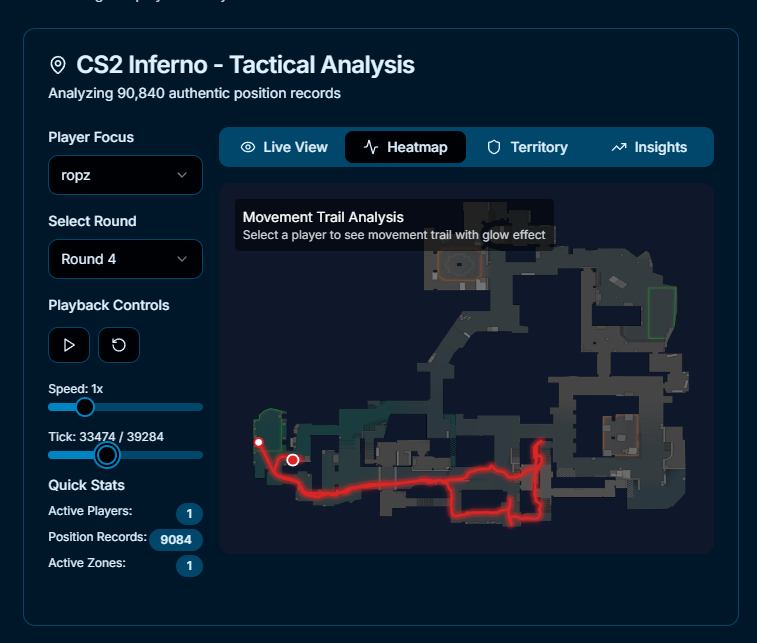 CS2 Inferno - Tactical Analysis
Analyzing 90,840 authentic position records
Player Focus
ropz
Select Round
Round 4
Playback Controls
Speed: 1x
Tick: 33474 / 39284
Quick Stats
Active Players: 1
Position Records: 9084
Active Zones: 1
Live View Heatmap Territory Insights
Movement Trail Analysis
Select a player to see movement trail with glow effect